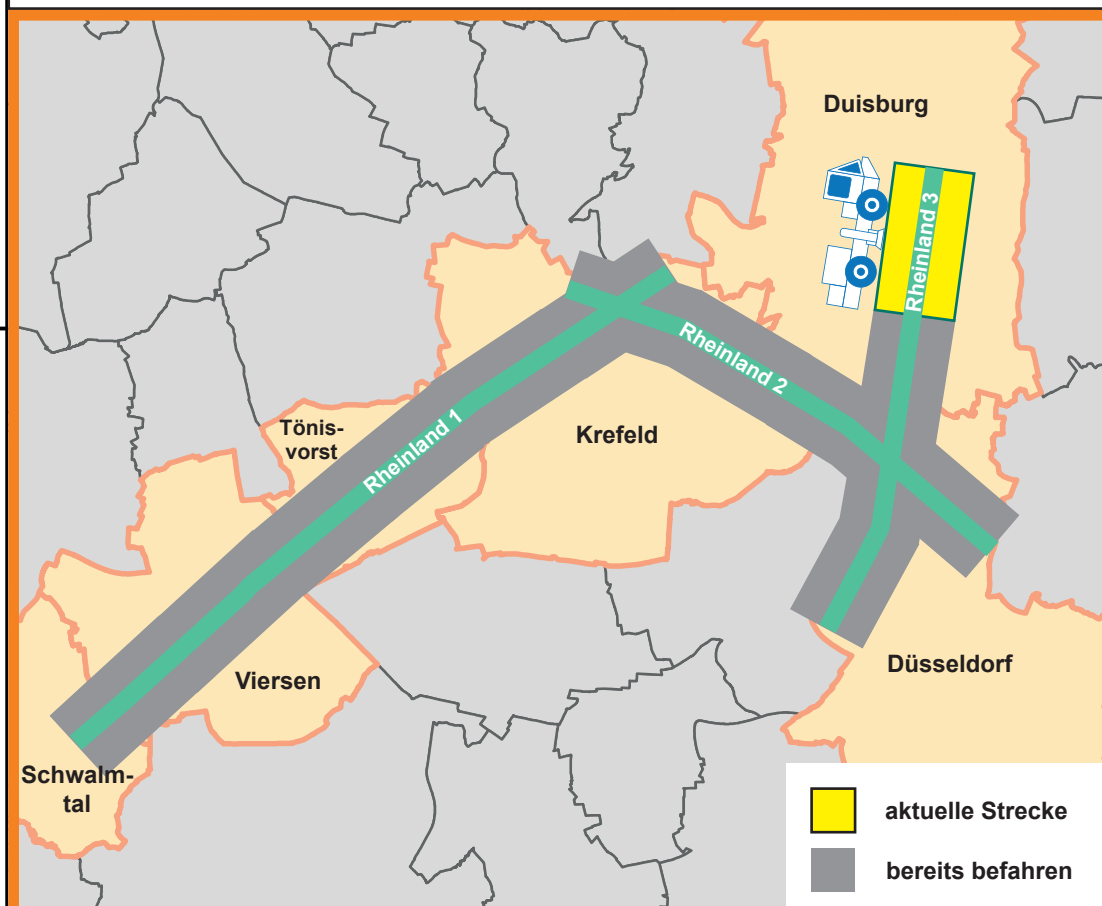 Duisburg
Rheinland 3
Rheinland 2
Krefeld
Tönis-
vorst
Rheinland 1
Viersen
Düsseldorf
Schwalm-
tal
aktuelle Strecke
bereits befahren